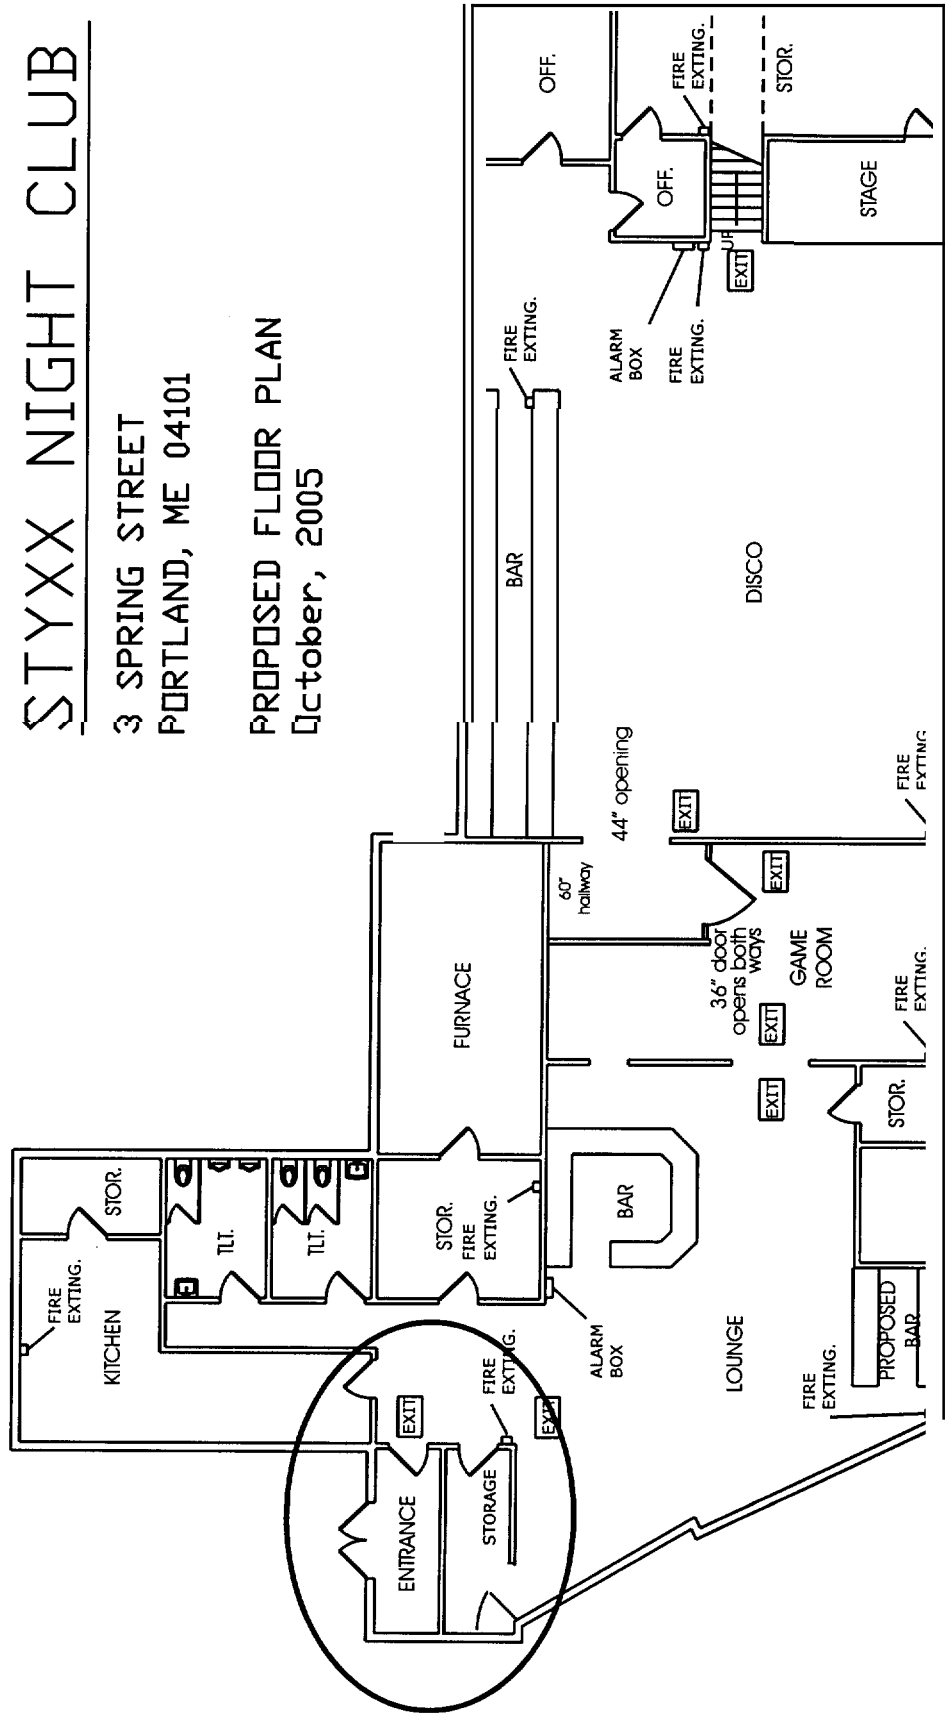 STYXX NIGHT CLUB
3 SPRING STREET
PORTLAND, ME 04101
PROPOSED FLOOR PLAN
October, 2005
STOR.
FIRE
EXTING.
KITCHEN
TLT.
TLT.
STOR.
FIRE
EXTING.
FURNACE
ENTRANCE
EXIT
STORAGE
FIRE
EXTING.
EXIT
ALARM
BOX
BAR
LOUNGE
FIRE
EXTING.
PROPOSED
BAR
STOR.
EXIT
EXIT
36" door
opens both
ways
GAME
ROOM
FIRE
EXTING.
EXIT
60"
hallway
44" opening
EXIT
FIRE
EXTING
BAR
FIRE
EXTING.
DISCO
ALARM
BOX
FIRE
EXTING.
UP
EXIT
OFF.
OFF.
FIRE
EXTING.
STOR.
STAGE